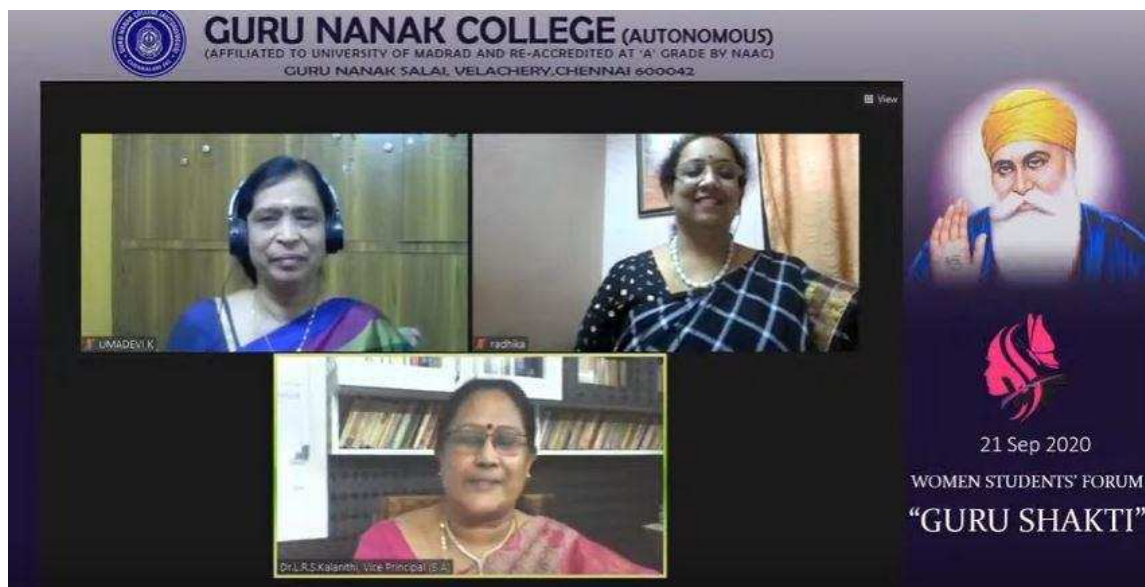 GURU NANAK COLLEGE (AUTONOMOUS)
(AFFILIATED TO UNIVERSITY OF MADRAD AND RE-ACCREDITED AT 'A' GRADE BY NAAC)
GURU NANAK SALAI, VELACHERY, CHENNAI 600042
View
UMADEVI K
radhika
Dr.L.R.S.Kalanithi, Vice Principal (S.A)
21 Sep 2020
WOMEN STUDENTS' FORUM
“GURU SHAKTI”